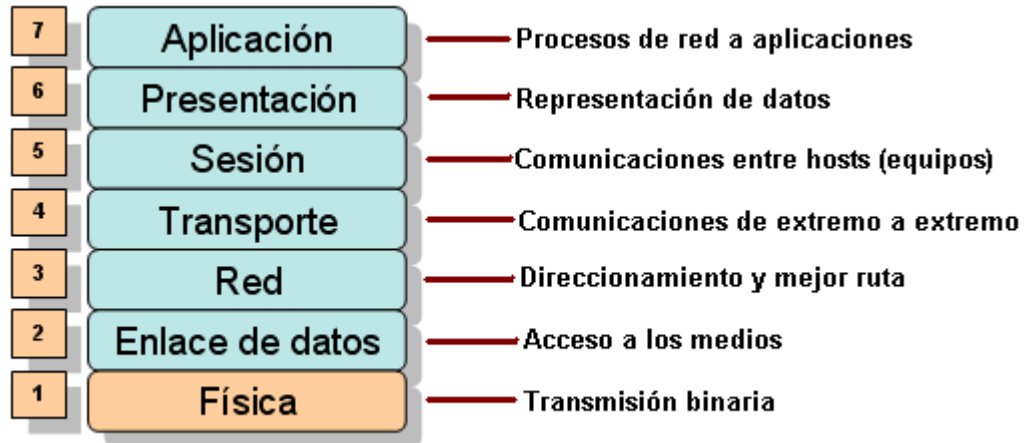 7 Aplicación Procesos de red a aplicaciones
6 Presentación Representación de datos
5 Sesión Comunicaciones entre hosts (equipos)
4 Transporte Comunicaciones de extremo a extremo
3 Red Direccionamiento y mejor ruta
2 Enlace de datos Acceso a los medios
1 Física Transmisión binaria